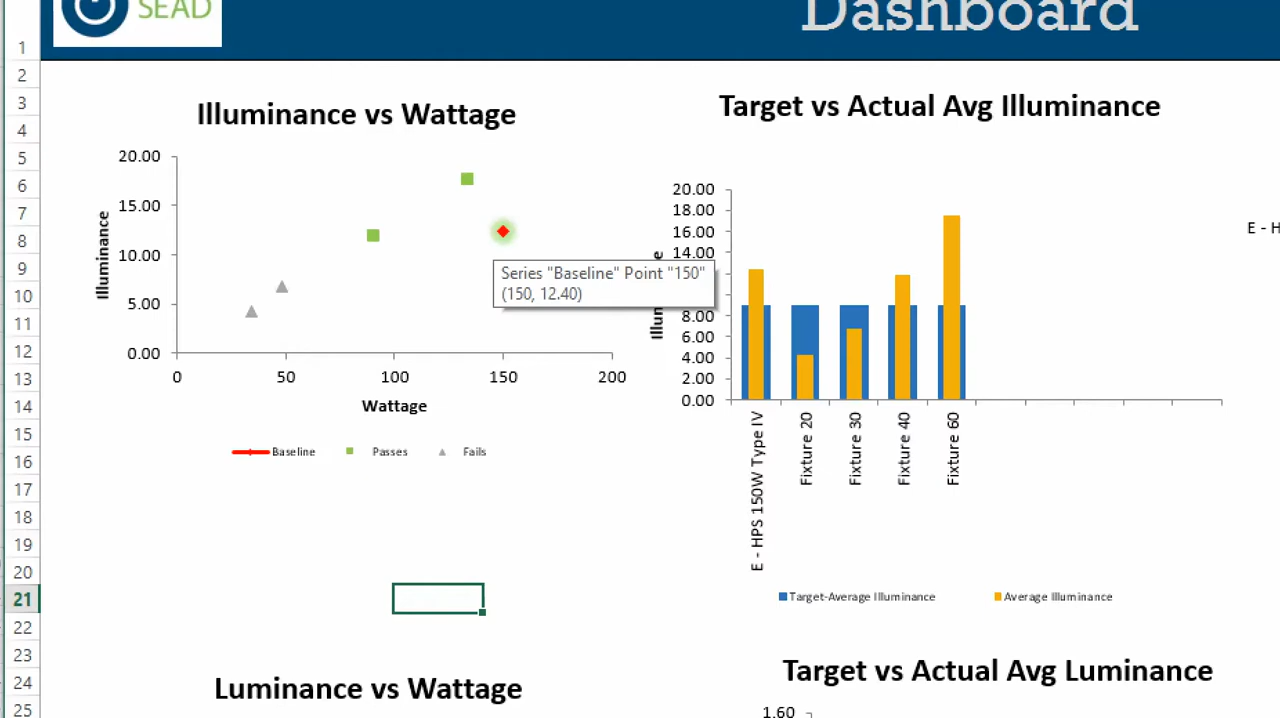 SEAD
Dashboard
1
2
3
4
5
6
7
8
9
10
11
12
13
14
15
16
17
18
19
20
21
22
23
24
25
Illuminance vs Wattage
Illuminance
20.00
15.00
10.00
5.00
0.00
0 50 100 150 200
Wattage
Baseline Passes Fails
Series "Baseline" Point "150"
(150, 12.40)
Target vs Actual Avg Illuminance
20.00
18.00
16.00
14.00
8.00
6.00
4.00
2.00
0.00
E - HPS 150W Type IV
Fixture 20
Fixture 30
Fixture 40
Fixture 60
Target-Average Illuminance Average Illuminance
E - H
Luminance vs Wattage
Target vs Actual Avg Luminance
1.60